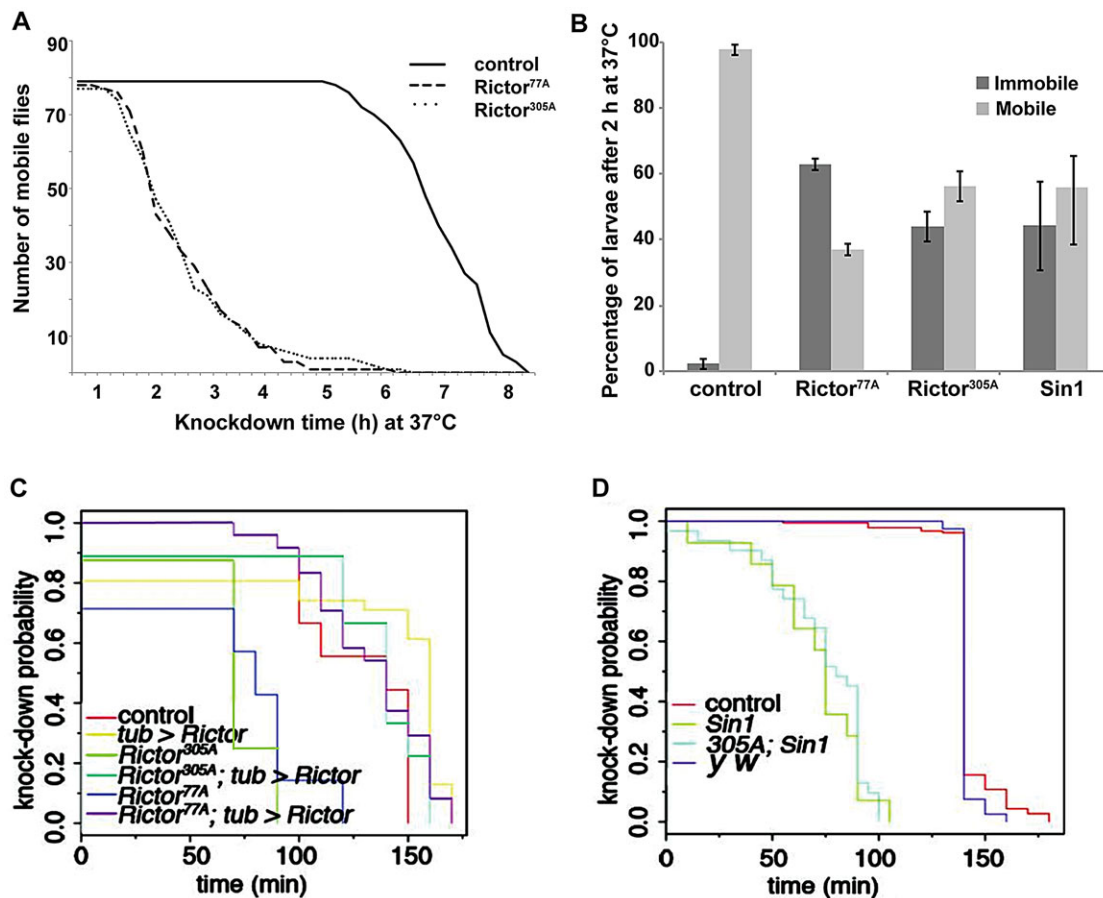 A
Number of mobile flies
90
70
50
30
10
control
Rictor77A
Rictor305A
1 2 3 4 5 6 7 8
Knockdown time (h) at 37°C
B
Percentage of larvae after 2 h at 37°C
100
80
60
40
20
0
Immobile
Mobile
control Rictor77A Rictor305A Sin1
C
knock-down probability
1.0
0.8
0.6
0.4
0.2
0.0
control
tub > Rictor
Rictor305A
Rictor305A; tub > Rictor
Rictor77A
Rictor77A; tub > Rictor
0 50 100 150
time (min)
D
knock-down probability
1.0
0.8
0.6
0.4
0.2
0.0
control
Sin1
305A; Sin1
y w
0 50 100 150
time (min)